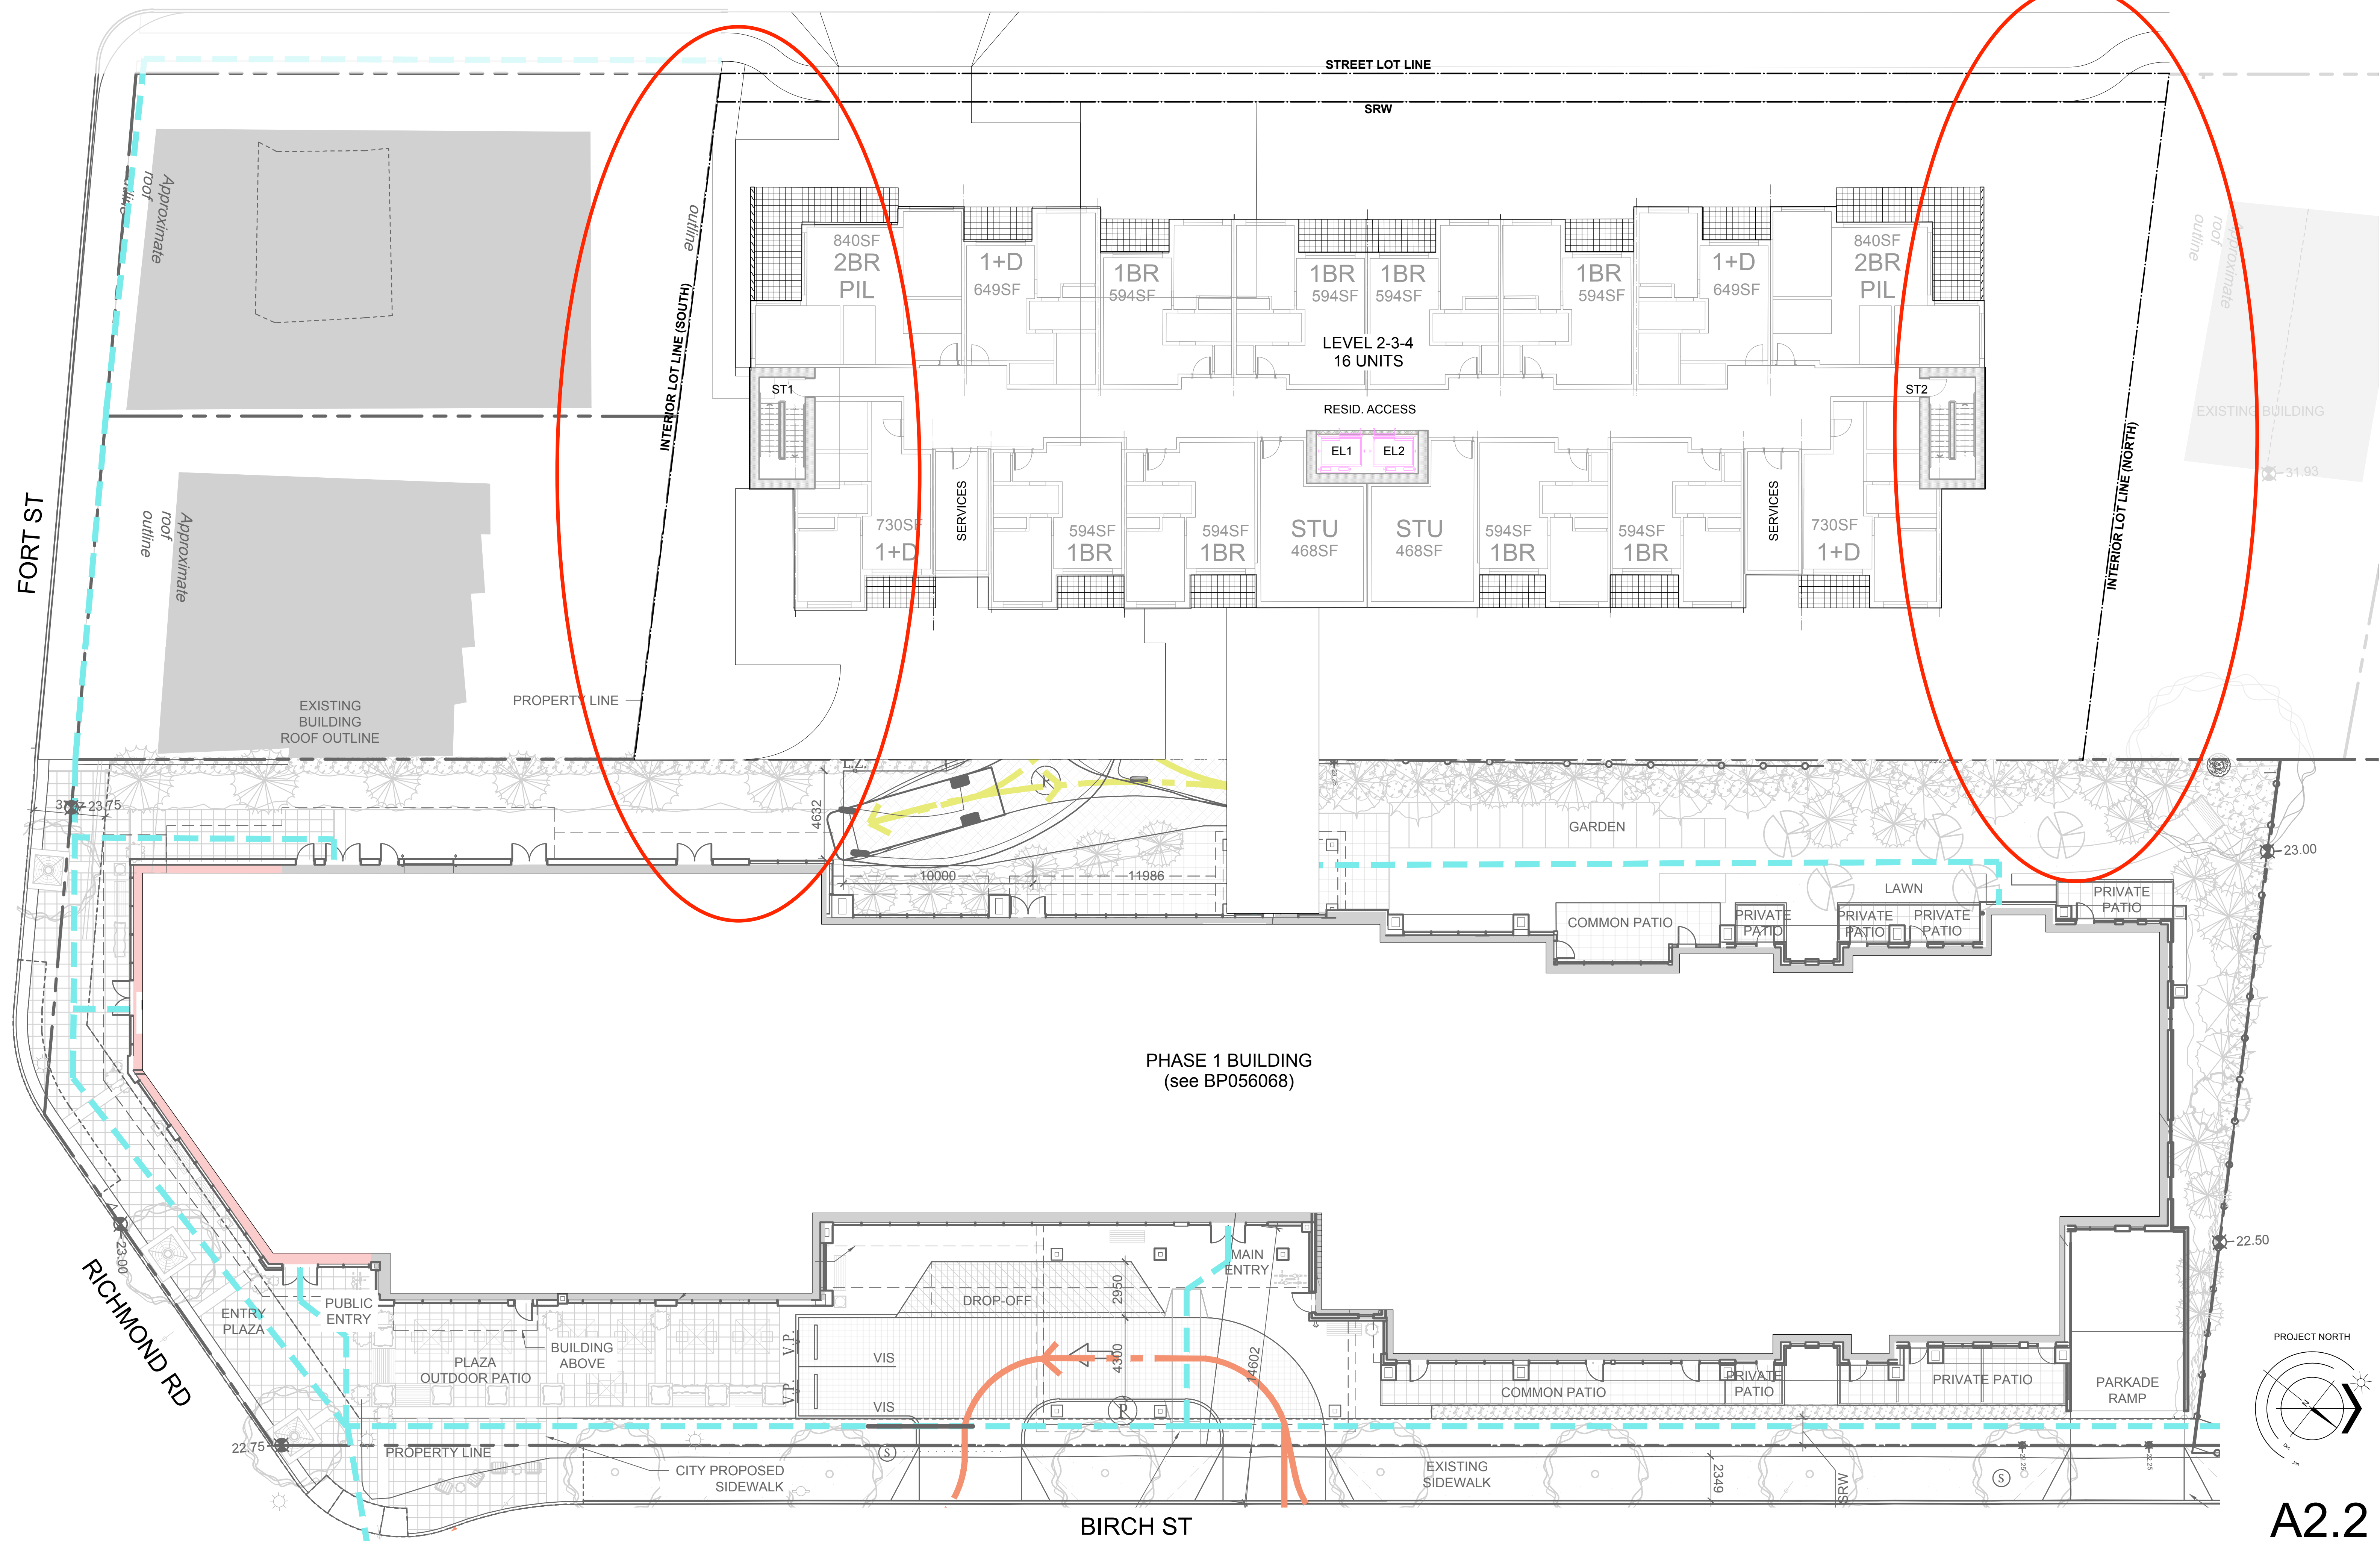 STREET LOT LINE
SRW
Approximate
roof
outline
INTERIOR LOT LINE (SOUTH)
840SF
2BR
PIL
1+D
649SF
1BR
594SF
1BR
594SF
1BR
594SF
1BR
594SF
1+D
649SF
840SF
2BR
PIL
LEVEL 2-3-4
16 UNITS
ST1
RESID. ACCESS
ST2
EL1
EL2
Approximate
roof
outline
EXISTING BUILDING
31.93
INTERIOR LOT LINE (NORTH)
FORT ST
Approximate
roof
outline
730SF
1+D
SERVICES
594SF
1BR
594SF
1BR
STU
468SF
STU
468SF
594SF
1BR
594SF
1BR
SERVICES
730SF
1+D
EXISTING
BUILDING
ROOF OUTLINE
PROPERTY LINE
L.Z.
23.75
4632
10000
11986
GARDEN
LAWN
COMMON PATIO
PRIVATE
PATIO
PRIVATE
PATIO
PRIVATE
PATIO
PRIVATE
PATIO
23.00
PHASE 1 BUILDING
(see BP056068)
23.00
RICHMOND RD
ENTRY
PLAZA
PUBLIC
ENTRY
PLAZA
OUTDOOR PATIO
BUILDING
ABOVE
DROP-OFF
2950
4300
14602
MAIN
ENTRY
V.P.
VIS
V.P.
VIS
R
COMMON PATIO
PRIVATE
PATIO
PRIVATE PATIO
PARKADE
RAMP
22.50
22.75
PROPERTY LINE
S
CITY PROPOSED
SIDEWALK
EXISTING
SIDEWALK
2349
SRW
22.25
22.25
S
BIRCH ST
PROJECT NORTH
N
A2.2